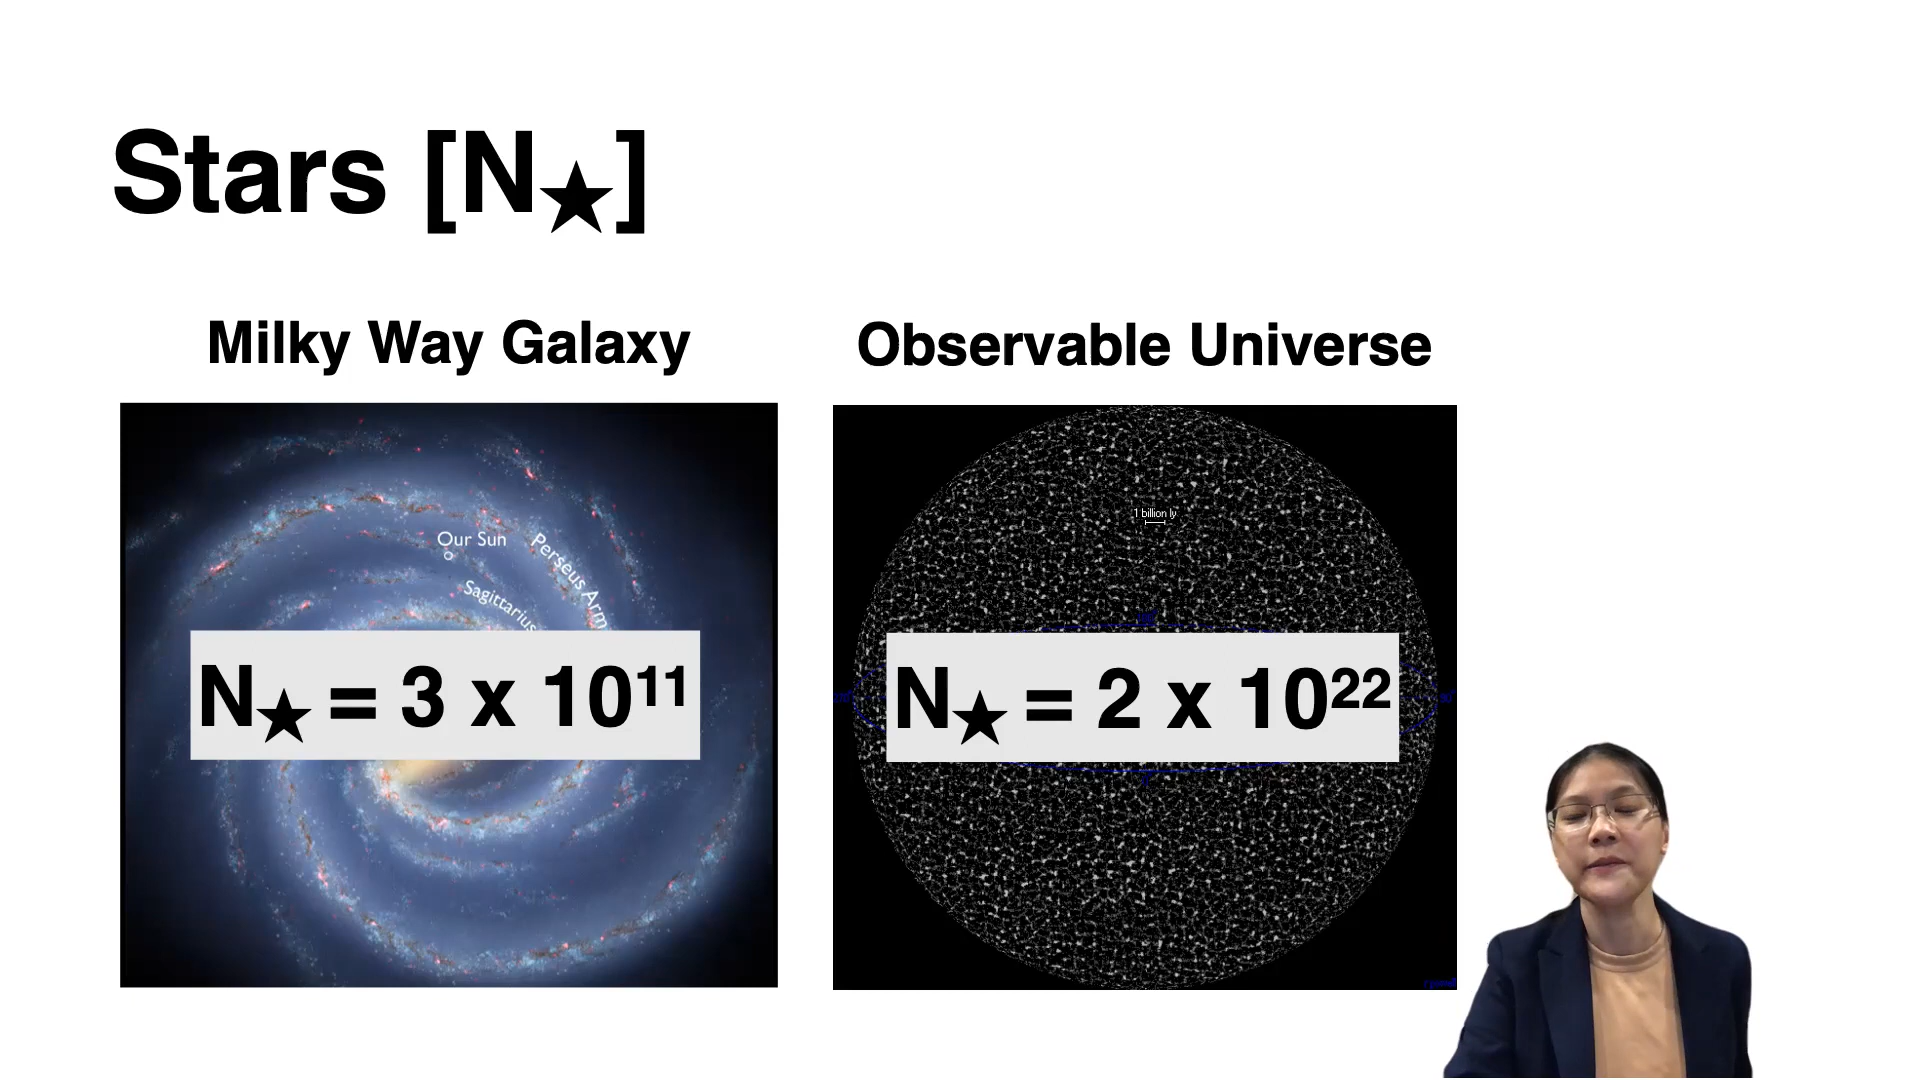 Stars [N★]
Milky Way Galaxy
Observable Universe
Our Sun
Perseus Arm
Sagittarius
N★ = 3 x 10¹¹
1 billion ly
N★ = 2 x 10²²